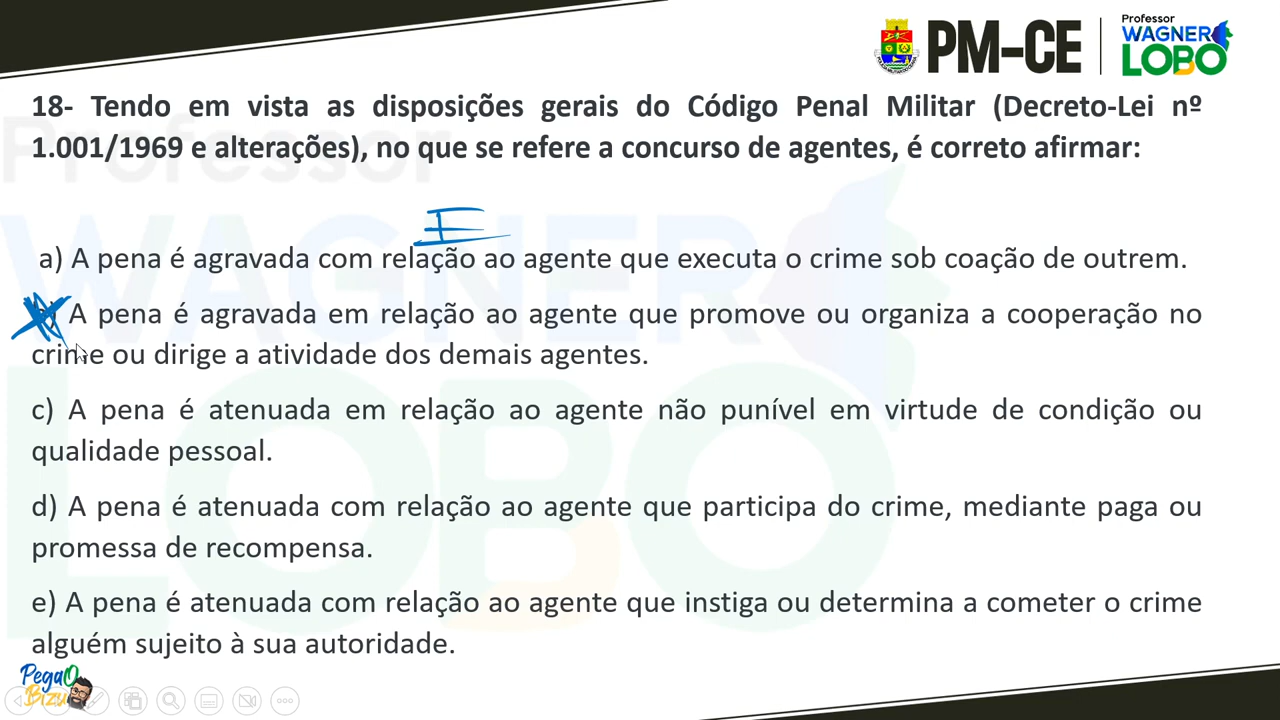 PM-CE
Professor
WAGNER
LOBO
18- Tendo em vista as disposições gerais do Código Penal Militar (Decreto-Lei nº
1.001/1969 e alterações), no que se refere a concurso de agentes, é correto afirmar:
E
a) A pena é agravada com relação ao agente que executa o crime sob coação de outrem.
b) A pena é agravada em relação ao agente que promove ou organiza a cooperação no
crime ou dirige a atividade dos demais agentes.
c) A pena é atenuada em relação ao agente não punível em virtude de condição ou
qualidade pessoal.
d) A pena é atenuada com relação ao agente que participa do crime, mediante paga ou
promessa de recompensa.
e) A pena é atenuada com relação ao agente que instiga ou determina a cometer o crime
alguém sujeito à sua autoridade.
Professor
WAGNER
LOBO
PegaO
Bizu